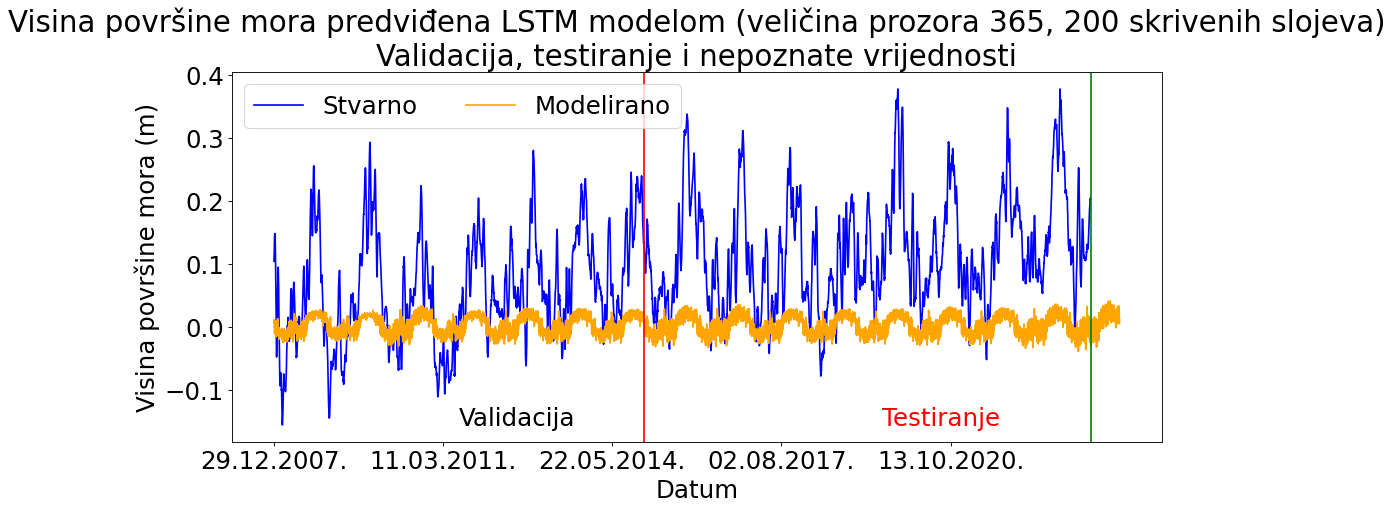 Visina površine mora predviđena LSTM modelom (veličina prozora 365, 200 skrivenih slojeva)
Validacija, testiranje i nepoznate vrijednosti
Stvarno Modelirano
Visina površine mora (m)
0.4
0.3
0.2
0.1
0.0
−0.1
Validacija Testiranje
29.12.2007. 11.03.2011. 22.05.2014. 02.08.2017. 13.10.2020.
Datum